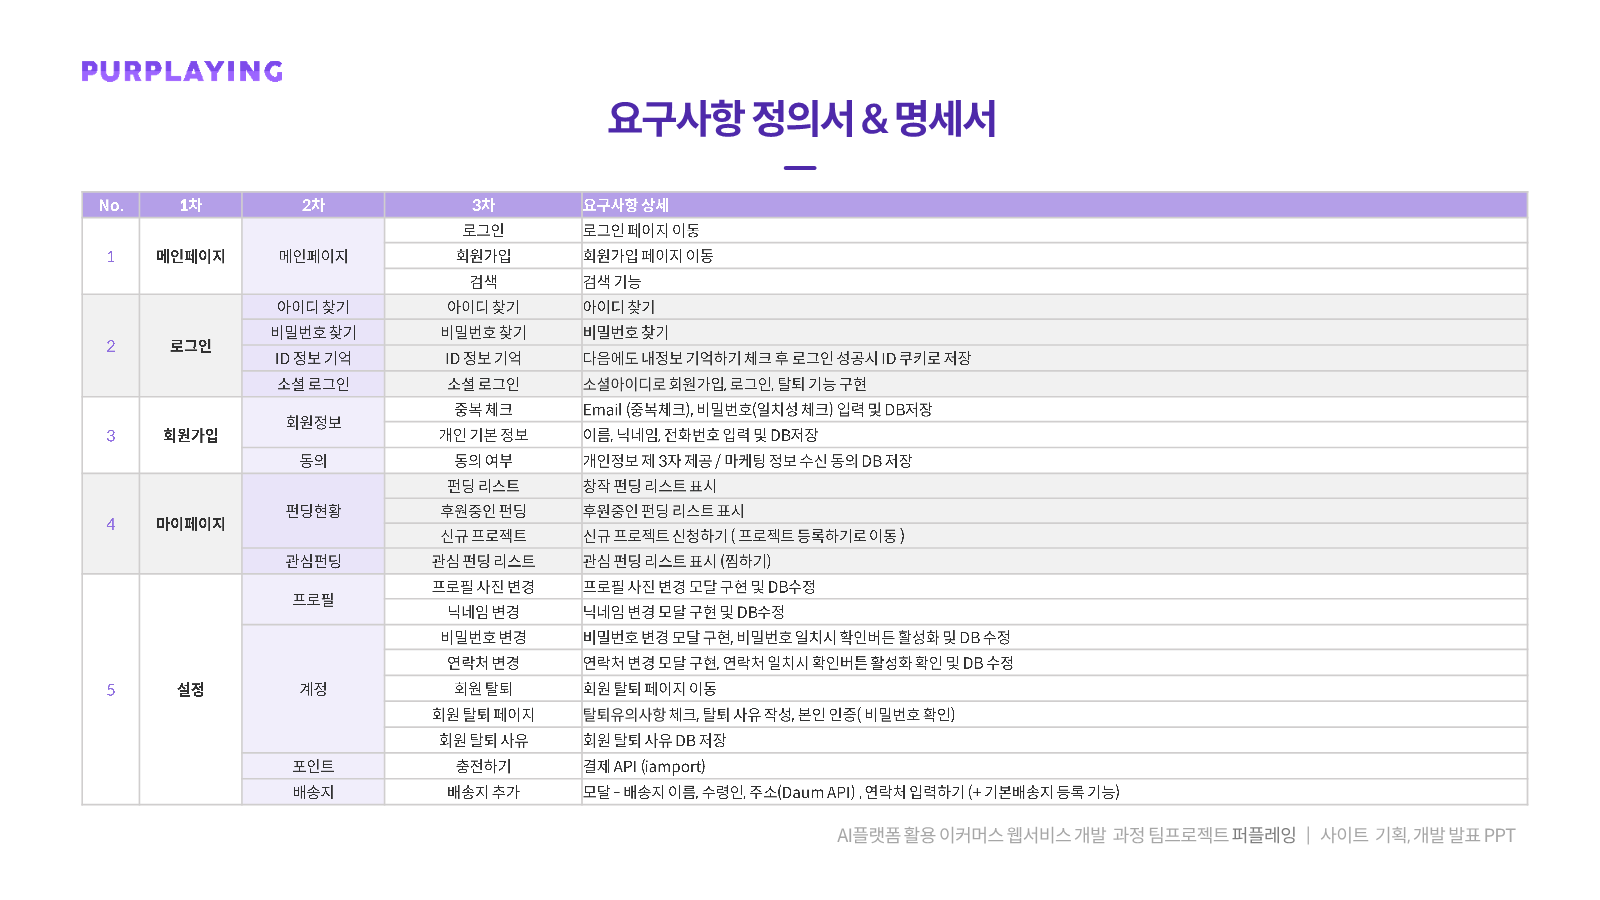 PURPLAYING
요구사항 정의서 & 명세서
No. 1차 2차 3차 요구사항 상세
1 메인페이지 메인페이지 로그인 로그인 페이지 이동
회원가입 회원가입 페이지 이동
검색 검색 기능
2 로그인 아이디 찾기 아이디 찾기 아이디 찾기
비밀번호 찾기 비밀번호 찾기 비밀번호 찾기
ID 정보 기억 ID 정보 기억 다음에도 내정보 기억하기 체크 후 로그인 성공시 ID 쿠키로 저장
소셜 로그인 소셜 로그인 소셜아이디로 회원가입, 로그인, 탈퇴 기능 구현
3 회원가입 회원정보 중복 체크 Email (중복체크), 비밀번호(일치성 체크) 입력 및 DB저장
개인 기본 정보 이름, 닉네임, 전화번호 입력 및 DB저장
동의 동의 여부 개인정보 제 3자 제공 / 마케팅 정보 수신 동의 DB 저장
4 마이페이지 펀딩현황 펀딩 리스트 창작 펀딩 리스트 표시
후원중인 펀딩 후원중인 펀딩 리스트 표시
신규 프로젝트 신규 프로젝트 신청하기 ( 프로젝트 등록하기로 이동 )
관심펀딩 관심 펀딩 리스트 관심 펀딩 리스트 표시 (찜하기)
5 설정 프로필 프로필 사진 변경 프로필 사진 변경 모달 구현 및 DB수정
닉네임 변경 닉네임 변경 모달 구현 및 DB수정
계정 비밀번호 변경 비밀번호 변경 모달 구현, 비밀번호 일치시 확인버튼 활성화 및 DB 수정
연락처 변경 연락처 변경 모달 구현, 연락처 일치시 확인버튼 활성화 확인 및 DB 수정
회원 탈퇴 회원 탈퇴 페이지 이동
회원 탈퇴 페이지 탈퇴유의사항 체크, 탈퇴 사유 작성, 본인 인증( 비밀번호 확인)
회원 탈퇴 사유 회원 탈퇴 사유 DB 저장
포인트 충전하기 결제 API (iamport)
배송지 배송지 추가 모달 – 배송지 이름, 수령인, 주소(Daum API) , 연락처 입력하기 (+ 기본배송지 등록 기능)
AI플랫폼 활용 이커머스 웹서비스 개발 과정 팀프로젝트 퍼플레잉 | 사이트 기획, 개발 발표 PPT